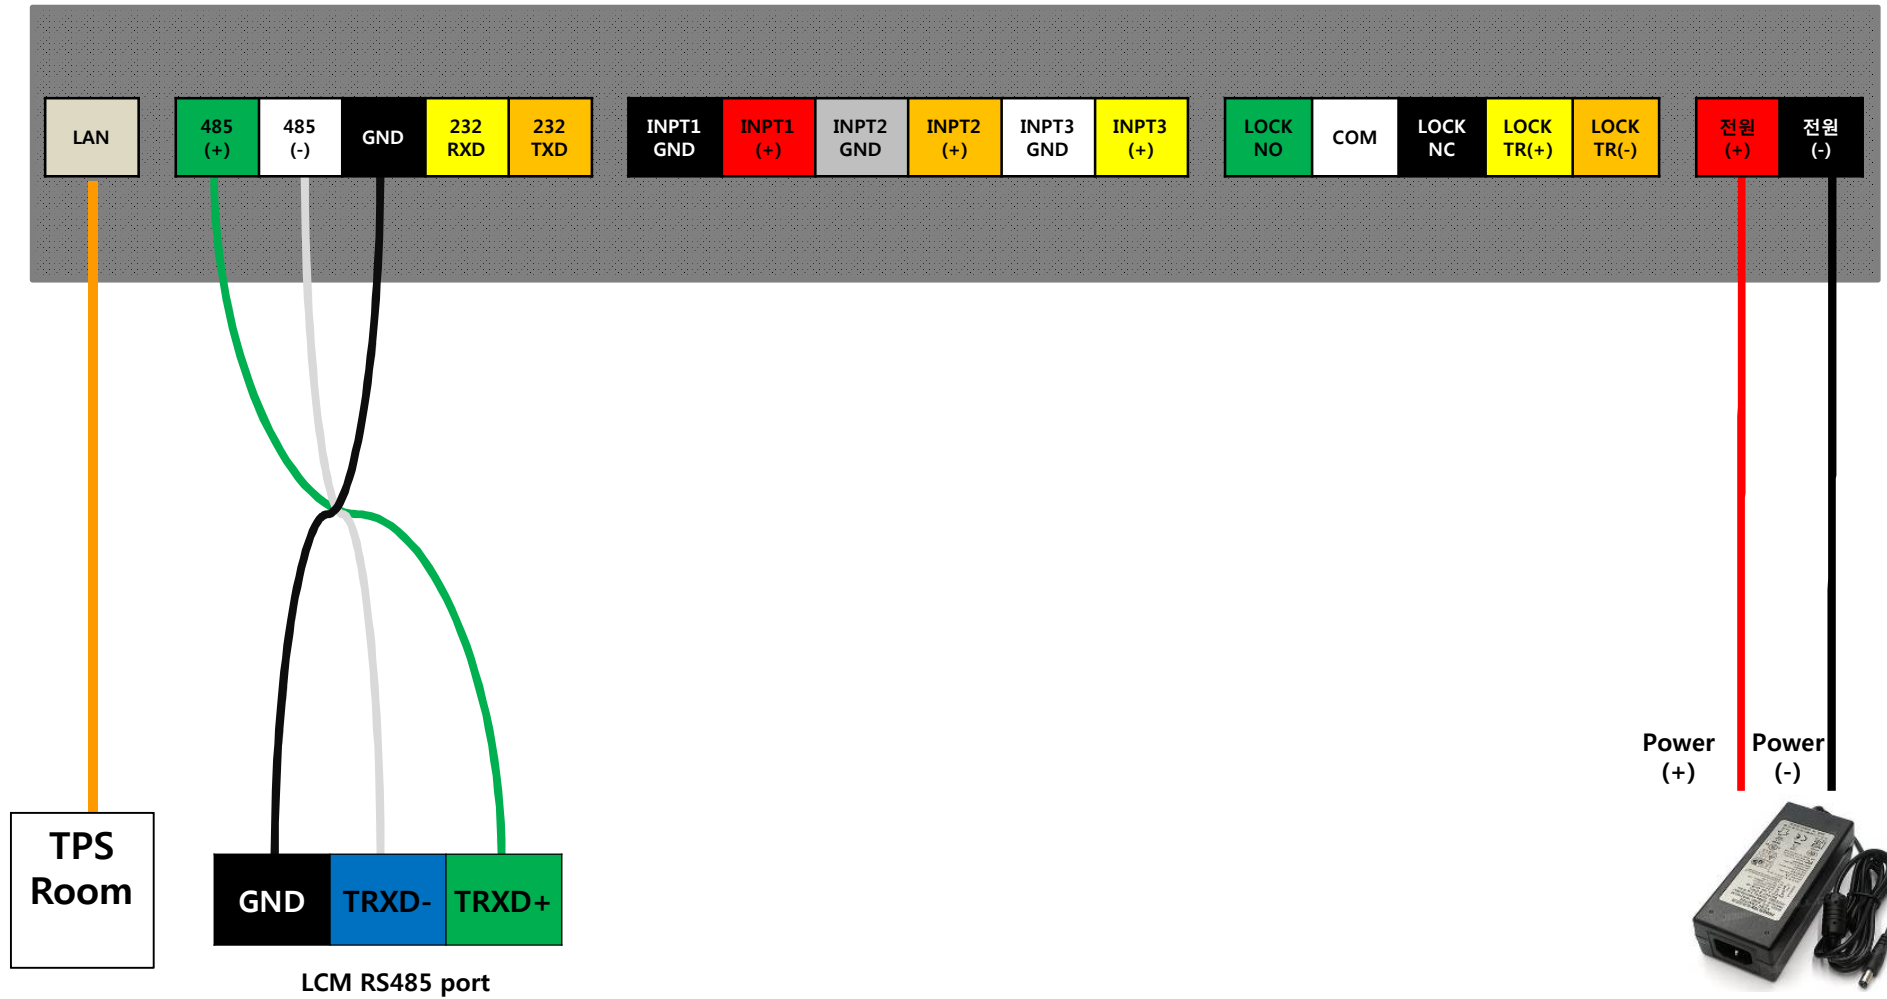 LAN
485
(+)
485
(-)
GND
232
RXD
232
TXD
INPT1
GND
INPT1
(+)
INPT2
GND
INPT2
(+)
INPT3
GND
INPT3
(+)
LOCK
NO
COM
LOCK
NC
LOCK
TR(+)
LOCK
TR(-)
전원
(+)
전원
(-)
Power
(+)
Power
(-)
TPS
Room
GND
TRXD-
TRXD+
LCM RS485 port